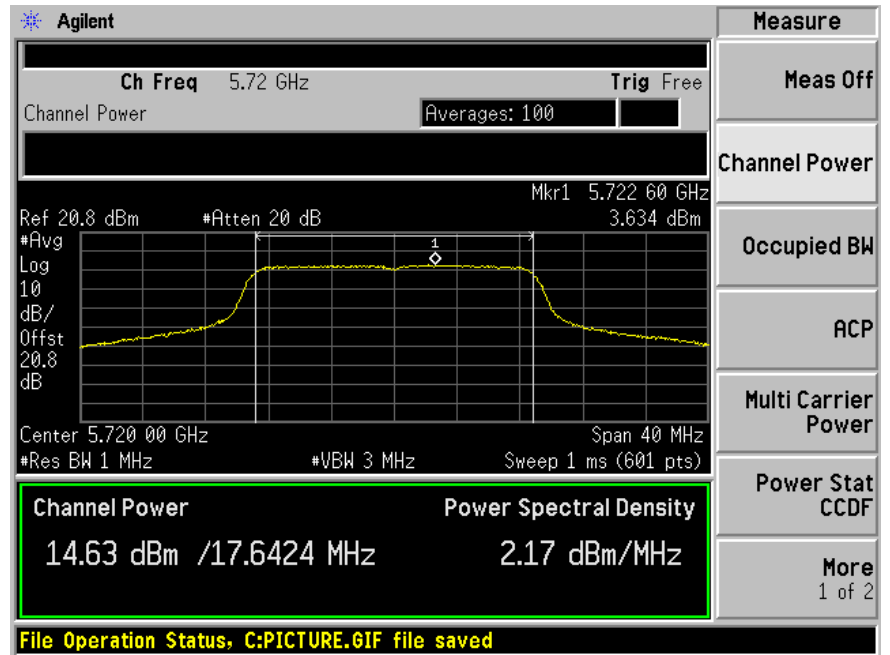 Agilent
Measure
Ch Freq 5.72 GHz Trig Free
Channel Power Averages: 100
Mkr1 5.722 60 GHz
Ref 20.8 dBm #Atten 20 dB 3.634 dBm
#Avg
Log
10
dB/
Offst
20.8
dB
1
Center 5.720 00 GHz Span 40 MHz
#Res BW 1 MHz #VBW 3 MHz Sweep 1 ms (601 pts)
Channel Power Power Spectral Density
14.63 dBm /17.6424 MHz 2.17 dBm/MHz
File Operation Status, C:PICTURE.GIF file saved
Meas Off
Channel Power
Occupied BW
ACP
Multi Carrier
Power
Power Stat
CCDF
More
1 of 2